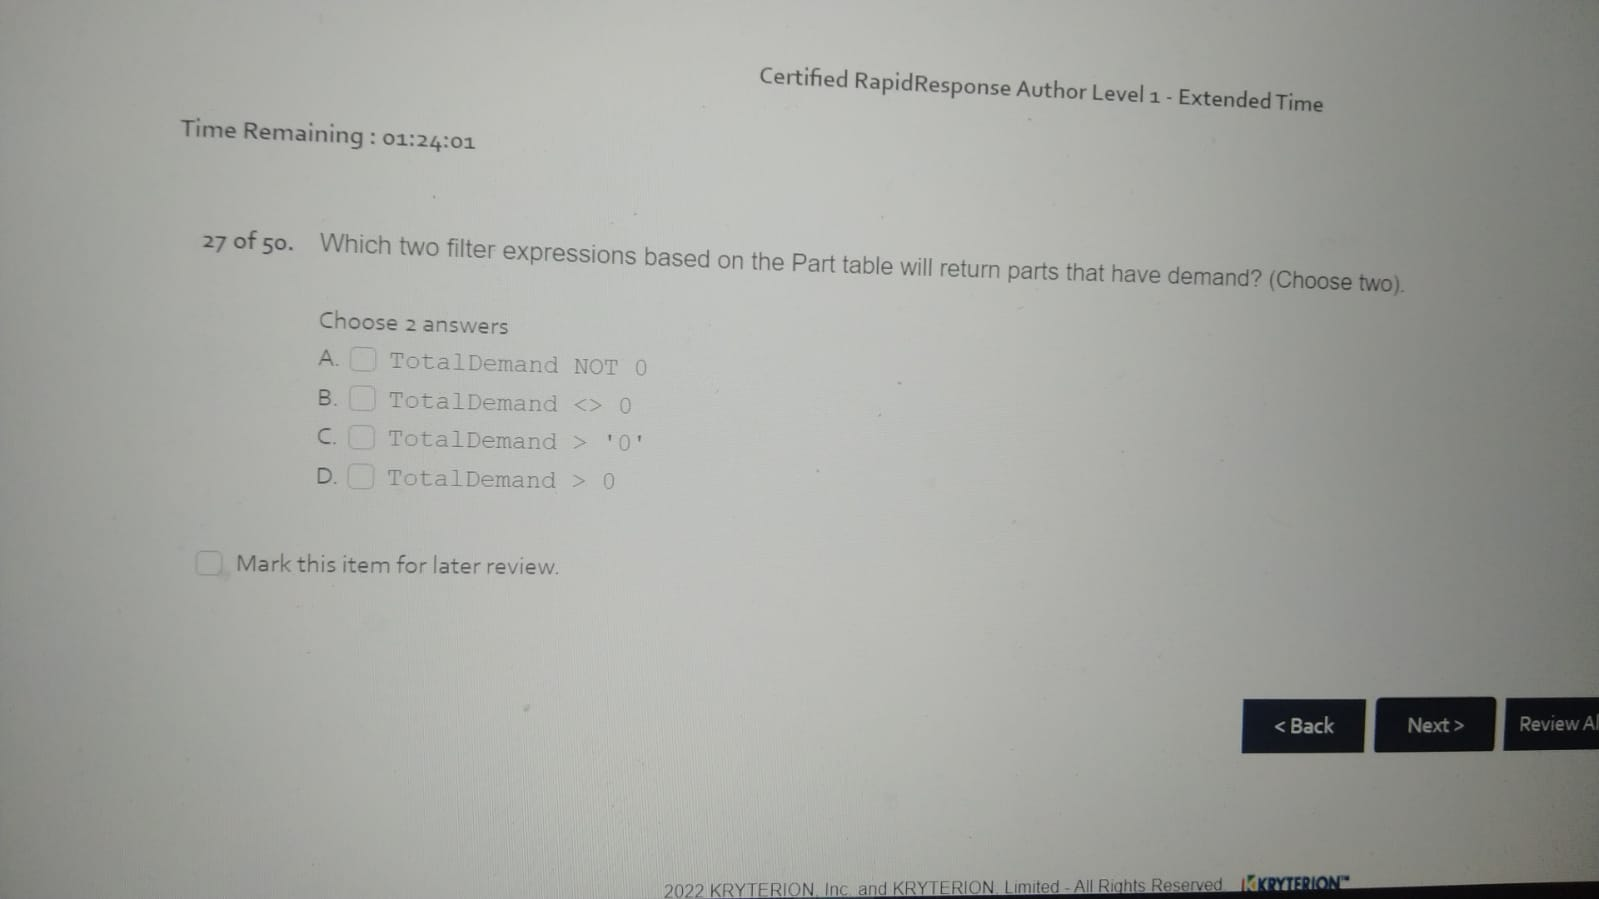 Certified RapidResponse Author Level 1 - Extended Time
Time Remaining : 01:24:01
27 of 50. Which two filter expressions based on the Part table will return parts that have demand? (Choose two).
Choose 2 answers
A. TotalDemand NOT 0
B. TotalDemand <> 0
C. TotalDemand > '0'
D. TotalDemand > 0
Mark this item for later review.
< Back Next > Review Al
2022 KRYTERION, Inc. and KRYTERION, Limited - All Rights Reserved. KRYTERION™